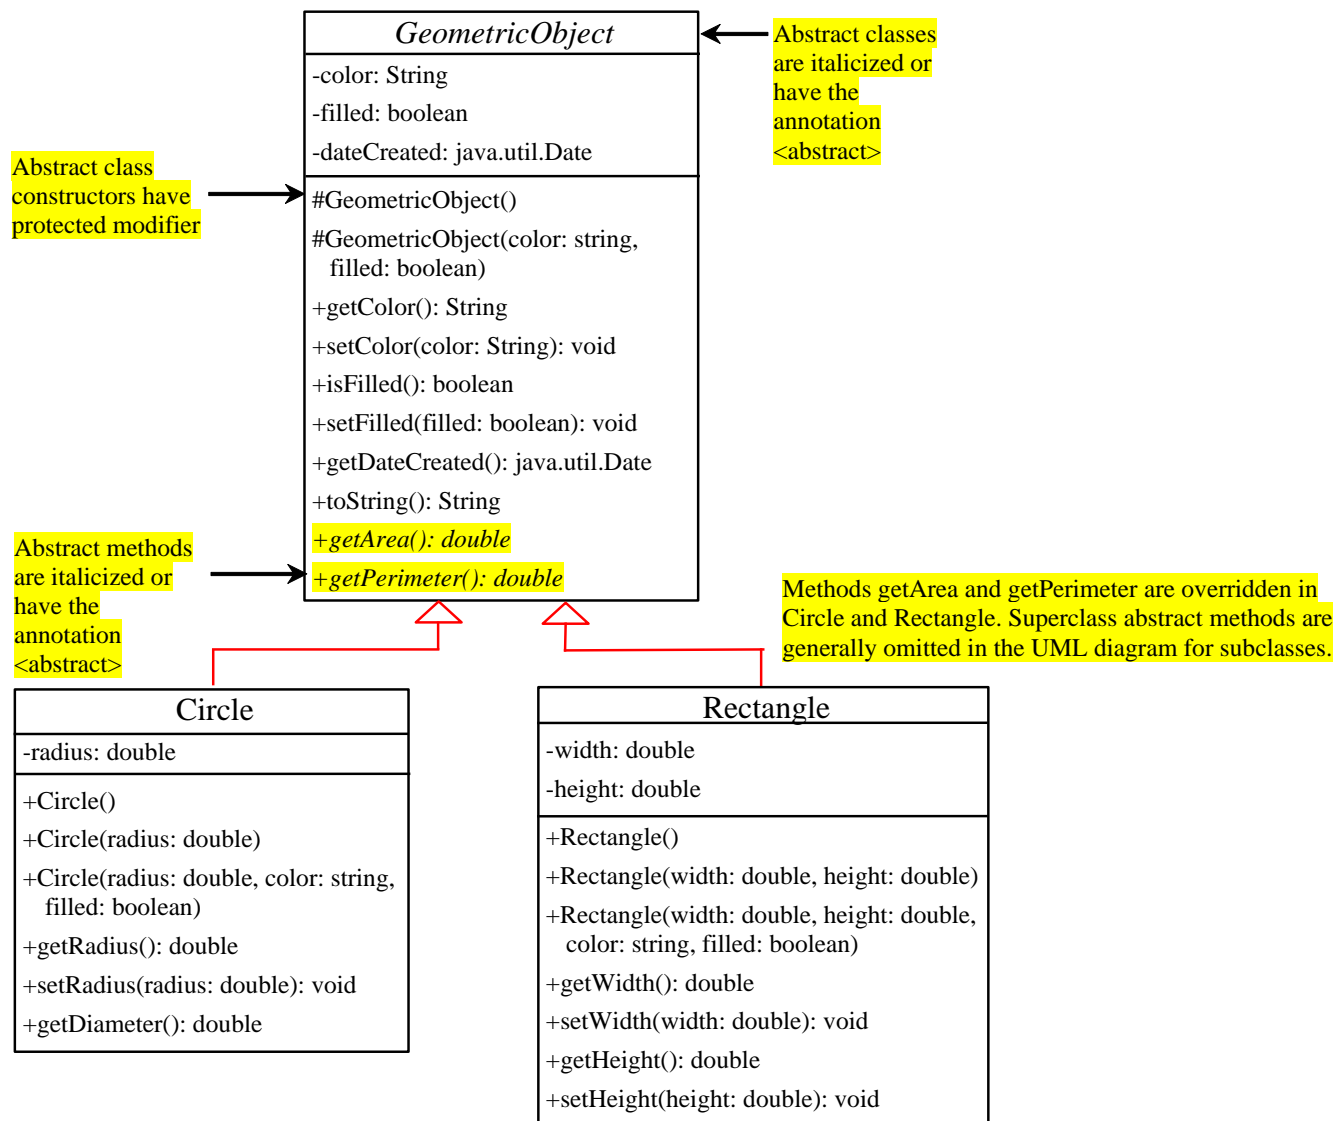 GeometricObject
-color: String
-filled: boolean
-dateCreated: java.util.Date
#GeometricObject()
#GeometricObject(color: string,
filled: boolean)
+getColor(): String
+setColor(color: String): void
+isFilled(): boolean
+setFilled(filled: boolean): void
+getDateCreated(): java.util.Date
+toString(): String
+getArea(): double
+getPerimeter(): double
Abstract classes
are italicized or
have the
annotation
<abstract>
Abstract class
constructors have
protected modifier
Abstract methods
are italicized or
have the
annotation
<abstract>
Methods getArea and getPerimeter are overridden in
Circle and Rectangle. Superclass abstract methods are
generally omitted in the UML diagram for subclasses.
Circle
-radius: double
+Circle()
+Circle(radius: double)
+Circle(radius: double, color: string,
filled: boolean)
+getRadius(): double
+setRadius(radius: double): void
+getDiameter(): double
Rectangle
-width: double
-height: double
+Rectangle()
+Rectangle(width: double, height: double)
+Rectangle(width: double, height: double,
color: string, filled: boolean)
+getWidth(): double
+setWidth(width: double): void
+getHeight(): double
+setHeight(height: double): void